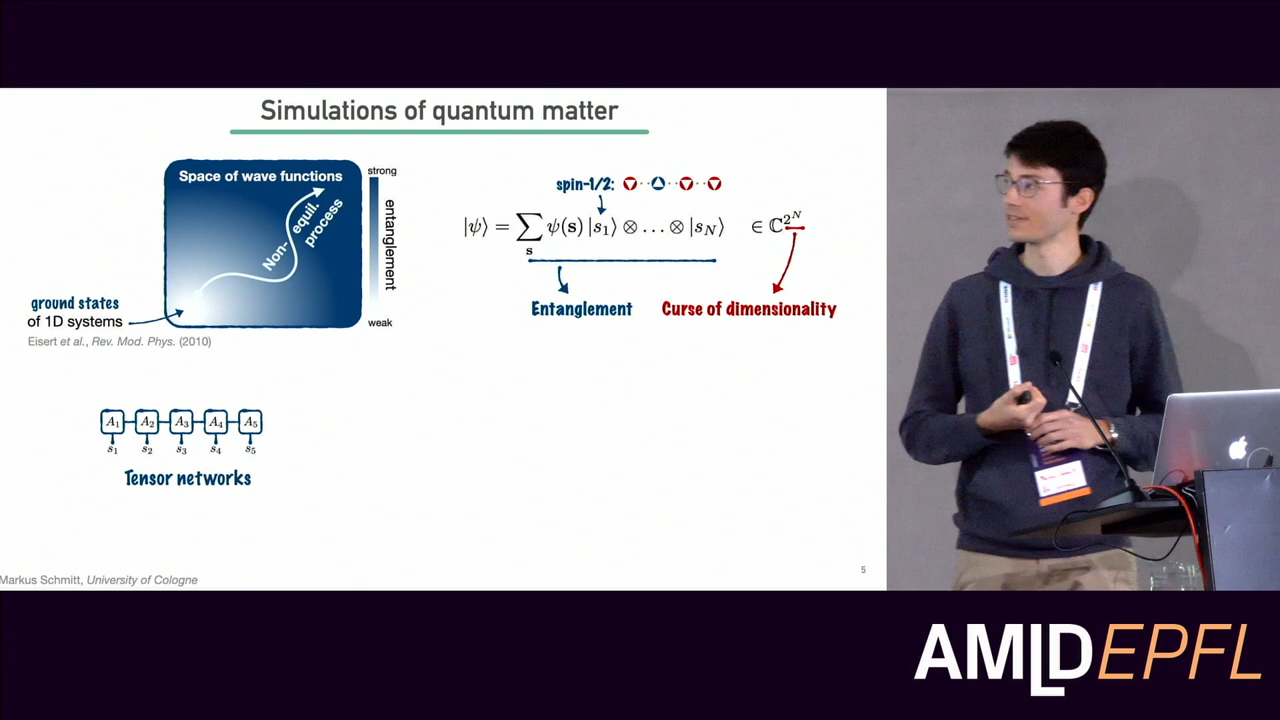 Simulations of quantum matter
Space of wave functions
Non-
equil.
process
strong
entanglement
weak
ground states
of 1D systems
Eisert et al., Rev. Mod. Phys. (2010)
spin-1/2:
|ψ⟩ = ∑_s ψ(s) |s₁⟩ ⊗ … ⊗ |s_N⟩ ∈ ℂ^{2^N}
Entanglement
Curse of dimensionality
A₁ A₂ A₃ A₄ A₅
s₁ s₂ s₃ s₄ s₅
Tensor networks
Markus Schmitt, University of Cologne
5
AMLDEPFL